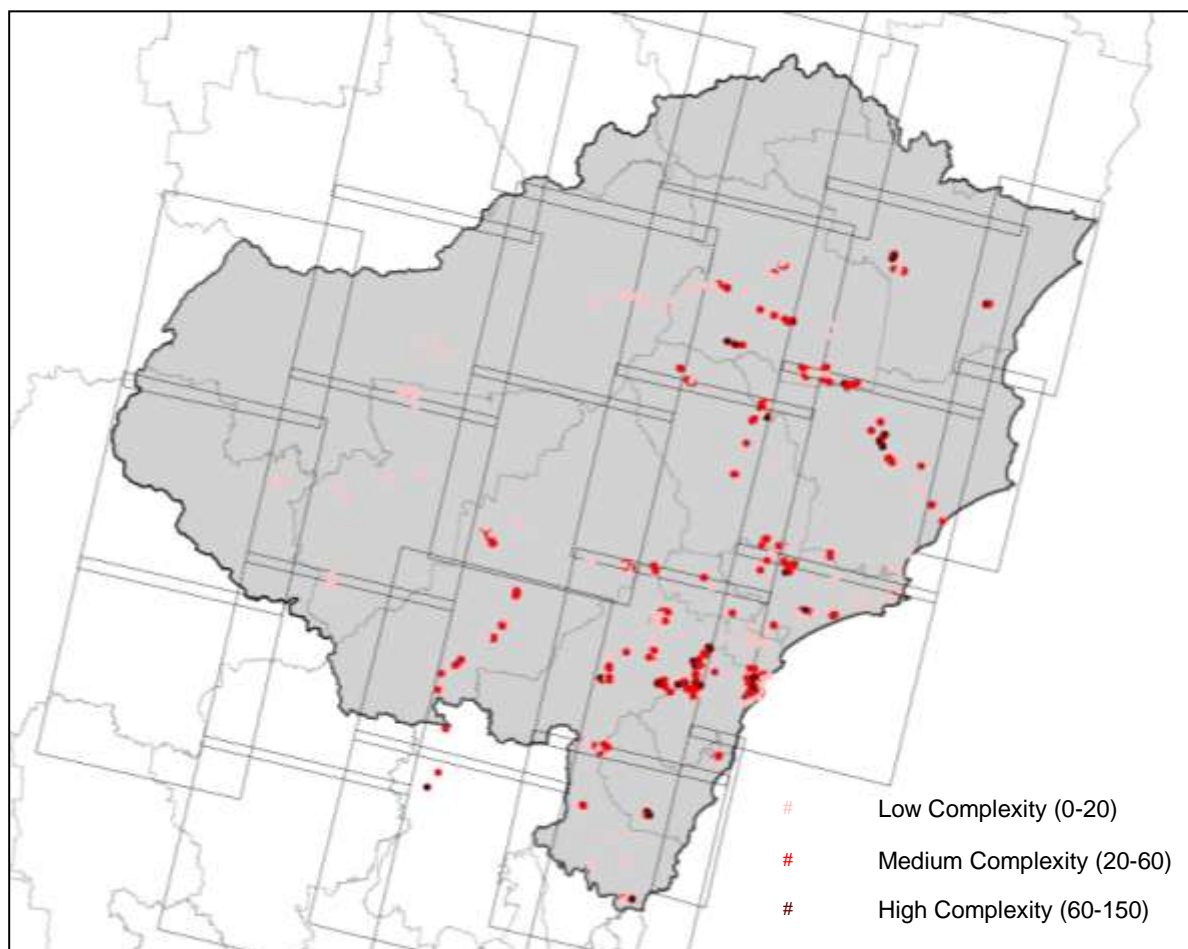 # Low Complexity (0-20)
# Medium Complexity (20-60)
# High Complexity (60-150)